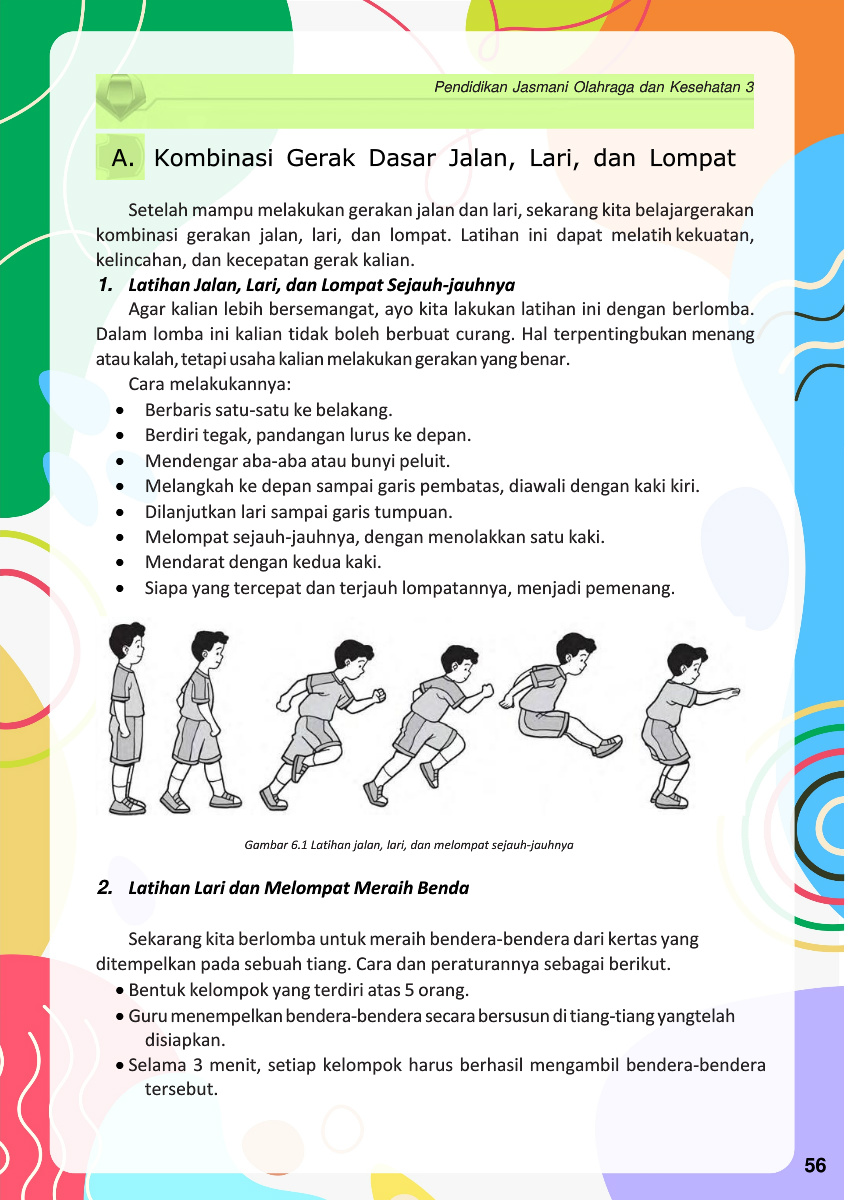 Pendidikan Jasmani Olahraga dan Kesehatan 3
A. Kombinasi Gerak Dasar Jalan, Lari, dan Lompat
Setelah mampu melakukan gerakan jalan dan lari, sekarang kita belajargerakan
kombinasi gerakan jalan, lari, dan lompat. Latihan ini dapat melatih kekuatan,
kelincahan, dan kecepatan gerak kalian.
1. Latihan Jalan, Lari, dan Lompat Sejauh-jauhnya
Agar kalian lebih bersemangat, ayo kita lakukan latihan ini dengan berlomba.
Dalam lomba ini kalian tidak boleh berbuat curang. Hal terpentingbukan menang
atau kalah, tetapi usaha kalian melakukan gerakan yang benar.
Cara melakukannya:
• Berbaris satu-satu ke belakang.
• Berdiri tegak, pandangan lurus ke depan.
• Mendengar aba-aba atau bunyi peluit.
• Melangkah ke depan sampai garis pembatas, diawali dengan kaki kiri.
• Dilanjutkan lari sampai garis tumpuan.
• Melompat sejauh-jauhnya, dengan menolakkan satu kaki.
• Mendarat dengan kedua kaki.
• Siapa yang tercepat dan terjauh lompatannya, menjadi pemenang.
Gambar 6.1 Latihan jalan, lari, dan melompat sejauh-jauhnya
2. Latihan Lari dan Melompat Meraih Benda
Sekarang kita berlomba untuk meraih bendera-bendera dari kertas yang
ditempelkan pada sebuah tiang. Cara dan peraturannya sebagai berikut.
• Bentuk kelompok yang terdiri atas 5 orang.
• Guru menempelkan bendera-bendera secara bersusun di tiang-tiang yangtelah
disiapkan.
• Selama 3 menit, setiap kelompok harus berhasil mengambil bendera-bendera
tersebut.
56